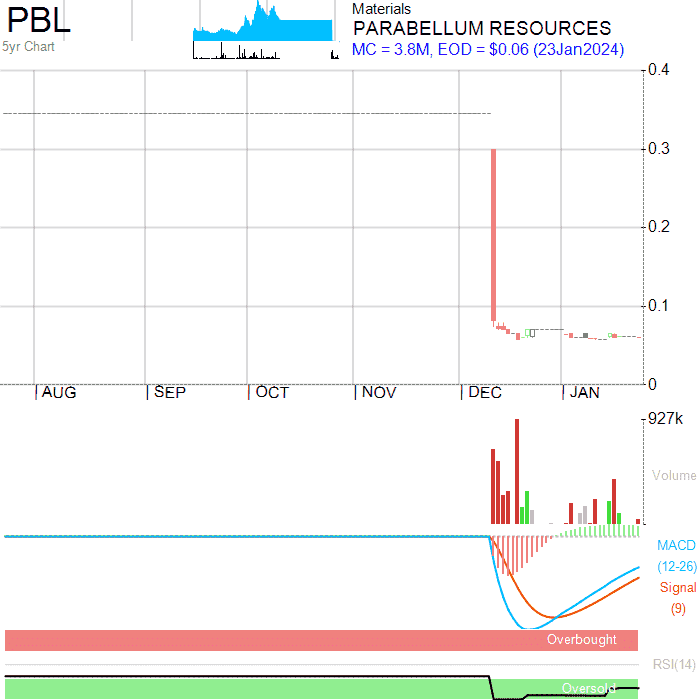 PBL
5yr Chart
Materials
PARABELLUM RESOURCES
MC = 3.8M, EOD = $0.06 (23Jan2024)
0.4
0.3
0.2
0.1
0
AUG SEP OCT NOV DEC JAN
927k
Volume
MACD
(12-26)
Signal
(9)
Overbought
RSI(14)
Oversold